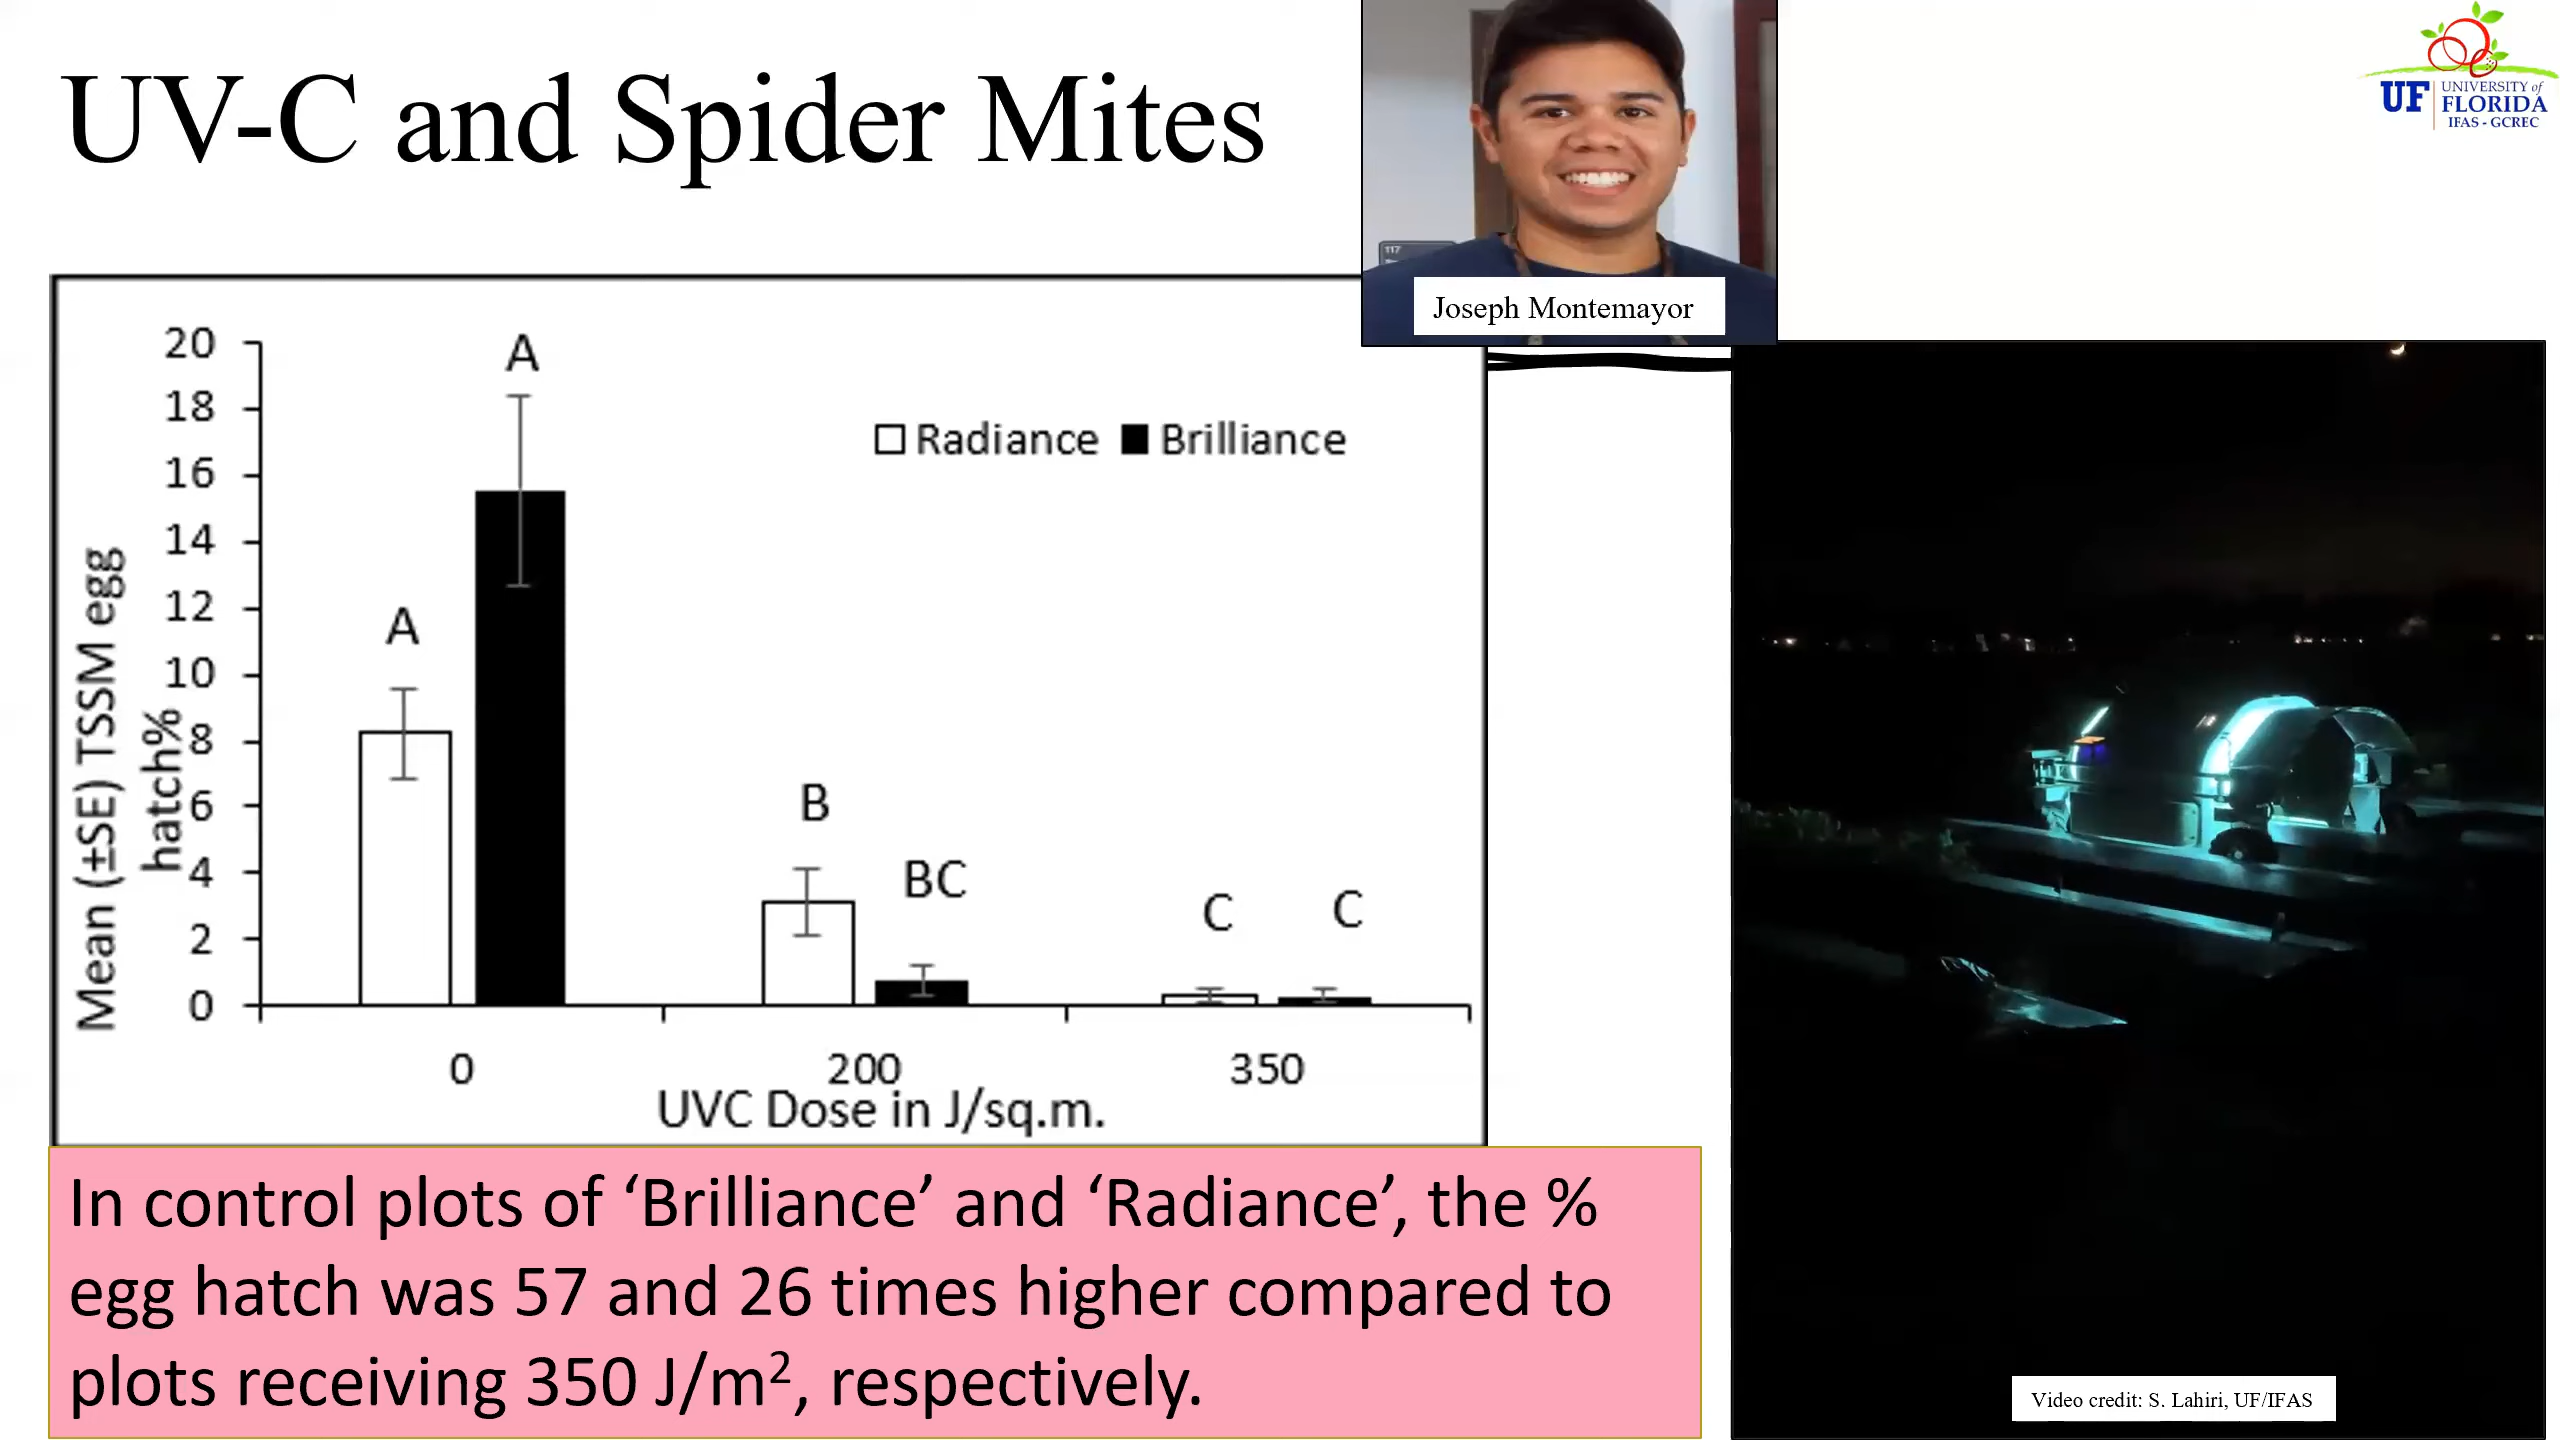 UV-C and Spider Mites
117
Joseph Montemayor
UF UNIVERSITY of
FLORIDA
IFAS - GCREC
Mean (±SE) TSSM egg
hatch%
20
18
16
14
12
10
8
6
4
2
0
A
A
B
BC
C
C
Radiance Brilliance
0 200 350
UVC Dose in J/sq.m.
In control plots of ‘Brilliance’ and ‘Radiance’, the %
egg hatch was 57 and 26 times higher compared to
plots receiving 350 J/m², respectively.
Video credit: S. Lahiri, UF/IFAS